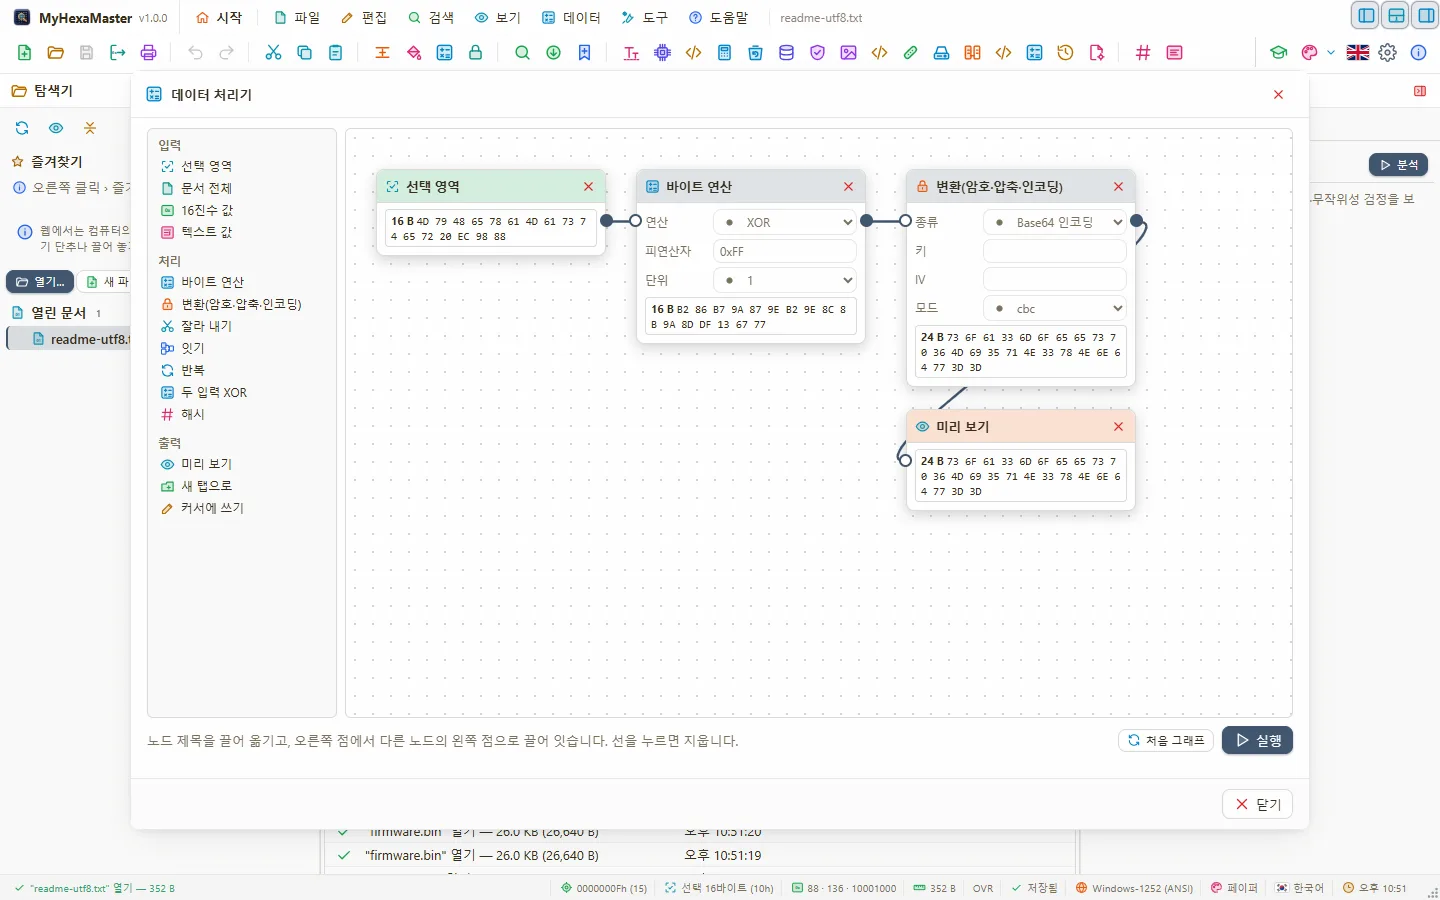 MyHexaMaster v1.0.0 시작 파일 편집 검색 보기 데이터 도구 도움말 readme-utf8.txt
탐색기
즐겨찾기
오른쪽 클릭 › 즐겨
웹에서는 컴퓨터의
기 단추나 끌어 놓기
열기... 새 파
열린 문서 1
readme-utf8.t
데이터 처리기
입력
선택 영역
문서 전체
16진수 값
텍스트 값
처리
바이트 연산
변환(암호·압축·인코딩)
잘라 내기
잇기
반복
두 입력 XOR
해시
출력
미리 보기
새 탭으로
커서에 쓰기
선택 영역
16 B 4D 79 48 65 78 61 4D 61 73 7
4 65 72 20 EC 98 88
바이트 연산
연산 XOR
피연산자 0xFF
단위 1
16 B B2 86 B7 9A 87 9E B2 9E 8C 8
B 9A 8D DF 13 67 77
변환(암호·압축·인코딩)
종류 Base64 인코딩
키
IV
모드 cbc
24 B 73 6F 61 33 6D 6F 65 65 73 7
0 36 4D 69 35 71 4E 33 78 4E 6E 6
4 77 3D 3D
미리 보기
24 B 73 6F 61 33 6D 6F 65 65 73 7
0 36 4D 69 35 71 4E 33 78 4E 6E 6
4 77 3D 3D
노드 제목을 끌어 옮기고, 오른쪽 점에서 다른 노드의 왼쪽 점으로 끌어 잇습니다. 선을 누르면 지웁니다.
처음 그래프 실행
닫기
분석
·무작위성 검정을 보
"firmware.bin" 열기 — 26.0 KB (26,640 B) 오후 10:51:20
"firmware.bin" 열기 — 26.0 KB (26,640 B) 오후 10:51:19
"readme-utf8.txt" 열기 — 352 B 0000000Fh (15) 선택 16바이트 (10h) 88 · 136 · 10001000 352 B OVR 저장됨 Windows-1252 (ANSI) 페이퍼 한국어 오후 10:51